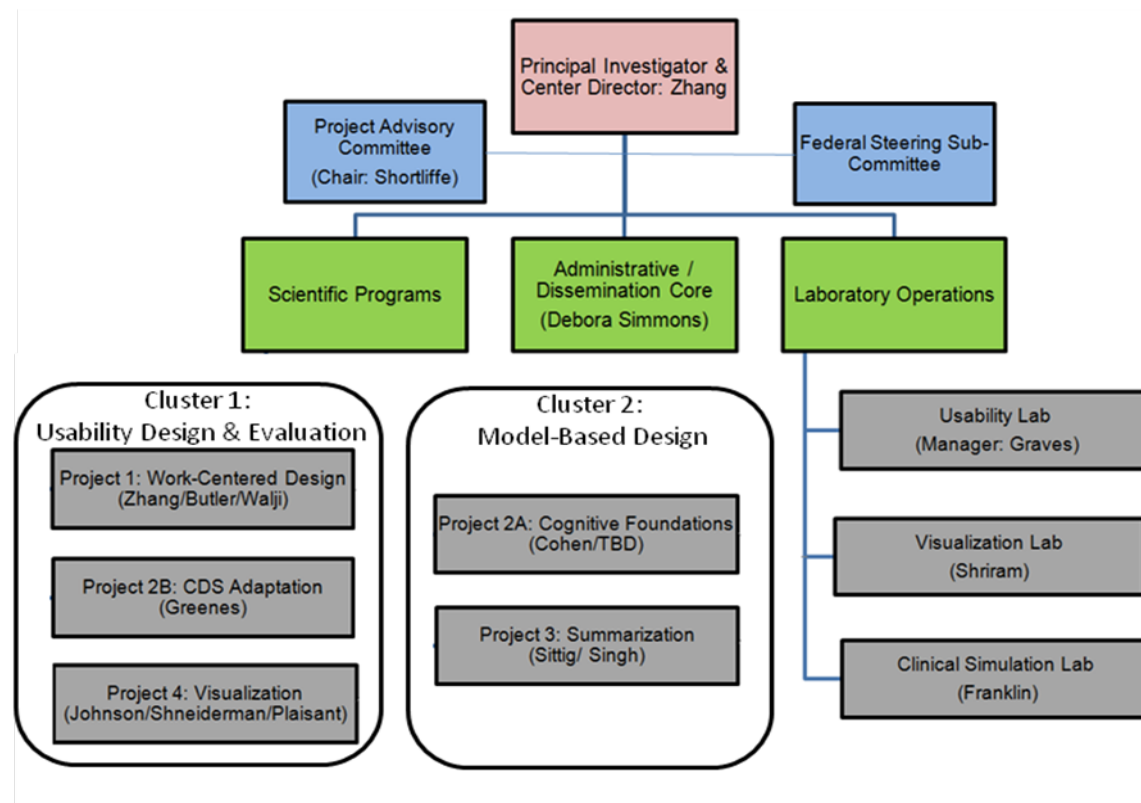 Principal Investigator &
Center Director: Zhang
Project Advisory
Committee
(Chair: Shortliffe)
Federal Steering Sub-
Committee
Scientific Programs
Administrative /
Dissemination Core
(Debora Simmons)
Laboratory Operations
Cluster 1:
Usability Design & Evaluation
Project 1: Work-Centered Design
(Zhang/Butler/Walji)
Project 2B: CDS Adaptation
(Greenes)
Project 4: Visualization
(Johnson/Shneiderman/Plaisant)
Cluster 2:
Model-Based Design
Project 2A: Cognitive Foundations
(Cohen/TBD)
Project 3: Summarization
(Sittig/ Singh)
Usability Lab
(Manager: Graves)
Visualization Lab
(Shriram)
Clinical Simulation Lab
(Franklin)